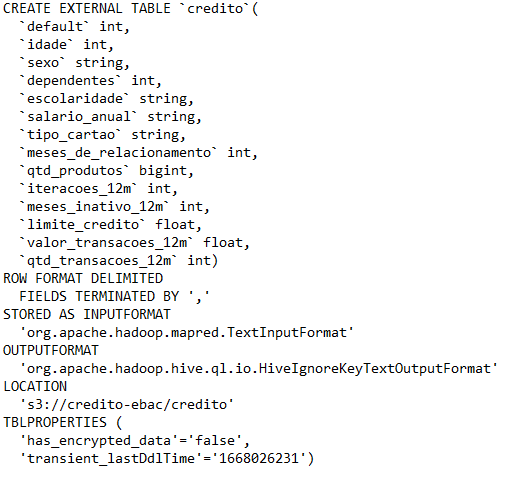 CREATE EXTERNAL TABLE `credito`(
  `default` int,
  `idade` int,
  `sexo` string,
  `dependentes` int,
  `escolaridade` string,
  `salario_anual` string,
  `tipo_cartao` string,
  `meses_de_relacionamento` int,
  `qtd_produtos` bigint,
  `iteracoes_12m` int,
  `meses_inativo_12m` int,
  `limite_credito` float,
  `valor_transacoes_12m` float,
  `qtd_transacoes_12m` int)
ROW FORMAT DELIMITED
  FIELDS TERMINATED BY ','
STORED AS INPUTFORMAT
  'org.apache.hadoop.mapred.TextInputFormat'
OUTPUTFORMAT
  'org.apache.hadoop.hive.ql.io.HiveIgnoreKeyTextOutputFormat'
LOCATION
  's3://credito-ebac/credito'
TBLPROPERTIES (
  'has_encrypted_data'='false',
  'transient_lastDdlTime'='1668026231')